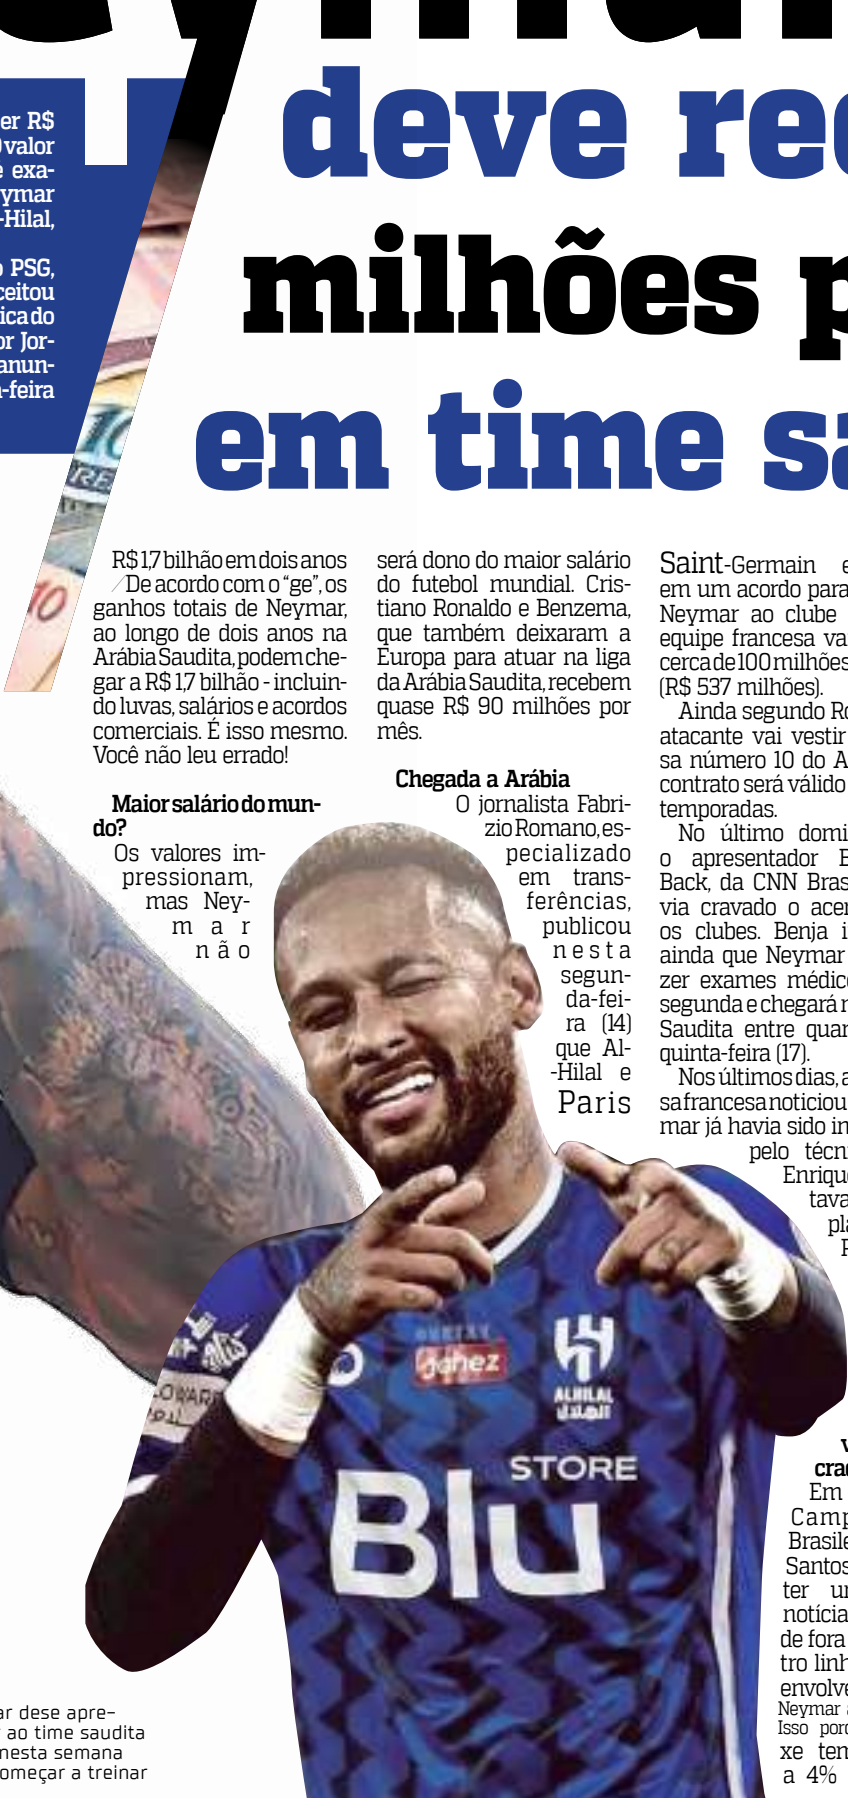 deve
milhões
em time
er R$
valor
exa-
ymar
-Hilal,
PSG,
ceitou
ica do
or Jor-
anun-
-feira
R$ 1,7 bilhão em dois anos
De acordo com o “ge”, os
ganhos totais de Neymar,
ao longo de dois anos na
Arábia Saudita, podem che-
gar a R$ 1,7 bilhão - incluin-
do luvas, salários e acordos
comerciais. É isso mesmo.
Você não leu errado!
Maior salário do mun-
do?
Os valores im-
pressionam,
mas Ney-
mar
não
será dono do maior salário
do futebol mundial. Cris-
tiano Ronaldo e Benzema,
que também deixaram a
Europa para atuar na liga
da Arábia Saudita, recebem
quase R$ 90 milhões por
mês.
Chegada a Arábia
O jornalista Fabri-
zio Romano, es-
pecializado
em trans-
ferências,
publicou
nesta
segun-
da-fei-
ra (14)
que Al-
-Hilal e
Paris
Saint-Germain
em um acordo para
Neymar ao clube
equipe francesa va
cerca de 100 milhões
(R$ 537 milhões).
Ainda segundo Ro
atacante vai vestir
sa número 10 do A
contrato será válido
temporadas.
No último domi
o apresentador B
Back, da CNN Bras
via cravado o acer
os clubes. Benja i
ainda que Neymar
zer exames médic
segunda e chegará
Saudita entre quar
quinta-feira (17).
Nos últimos dias, a
sa francesa noticiou
mar já havia sido in
pelo técn
Enrique
tava
pla
P
v
crac
Em
Camp
Brasile
Santos
ter u
notícia
de fora
tro linh
envolve
Neymar
Isso por
xe tem
a 4%
Jahez
ALHILAL
الهلال
STORE
Blu
10
ar dese apre-
ao time saudita
nesta semana
omeçar a treinar